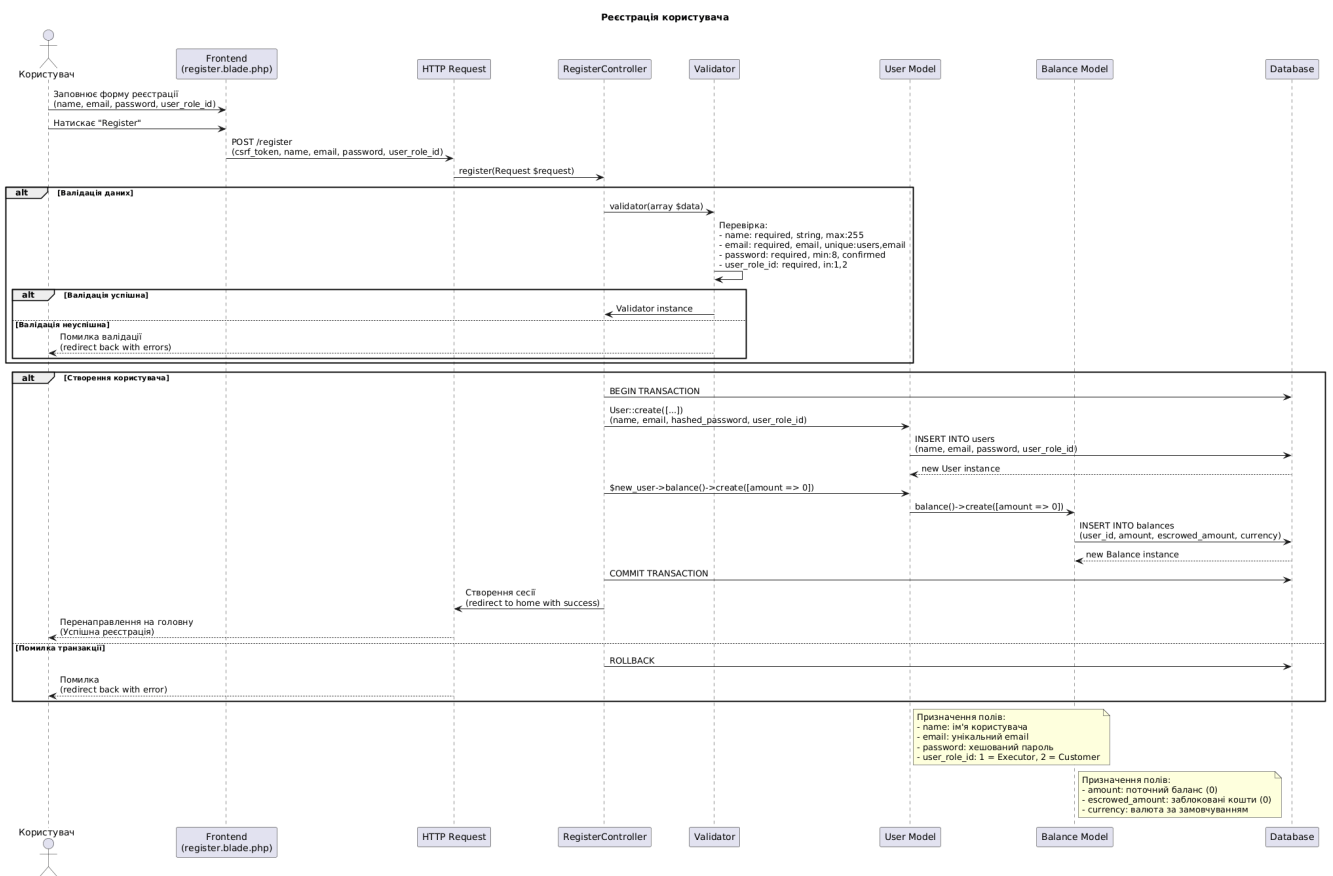 Реєстрація користувача
Користувач
Frontend
(register.blade.php)
HTTP Request
RegisterController
Validator
User Model
Balance Model
Database
Заповнює форму реєстрації
(name, email, password, user_role_id)
Натискає "Register"
POST /register
(csrf_token, name, email, password, user_role_id)
register(Request $request)
alt
[Валідація даних]
validator(array $data)
Перевірка:
- name: required, string, max:255
- email: required, email, unique:users,email
- password: required, min:8, confirmed
- user_role_id: required, in:1,2
alt
[Валідація успішна]
Validator instance
[Валідація неуспішна]
Помилка валідації
(redirect back with errors)
alt
[Створення користувача]
BEGIN TRANSACTION
User::create([...])
(name, email, hashed_password, user_role_id)
INSERT INTO users
(name, email, password, user_role_id)
new User instance
$new_user->balance()->create([amount => 0])
balance()->create([amount => 0])
INSERT INTO balances
(user_id, amount, escrowed_amount, currency)
new Balance instance
COMMIT TRANSACTION
Створення сесії
(redirect to home with success)
Перенаправлення на головну
(Успішна реєстрація)
[Помилка транзакції]
ROLLBACK
Помилка
(redirect back with error)
Призначення полів:
- name: ім'я користувача
- email: унікальний email
- password: хешований пароль
- user_role_id: 1 = Executor, 2 = Customer
Призначення полів:
- amount: поточний баланс (0)
- escrowed_amount: заблоковані кошти (0)
- currency: валюта за замовчуванням
Користувач
Frontend
(register.blade.php)
HTTP Request
RegisterController
Validator
User Model
Balance Model
Database